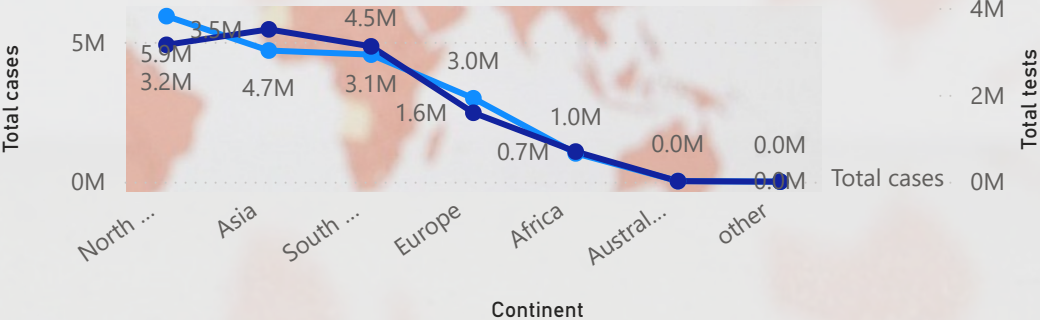 4M
4.5M
3.5M
5M
5.9M
3.0M
3.2M
4.7M
3.1M
Total cases
Total tests
2M
1.6M
1.0M
0.7M
0.0M
0.0M
0M
0.0M
Total cases
0M
North ...
Asia
South ...
Europe
Africa
Austral...
other
Continent